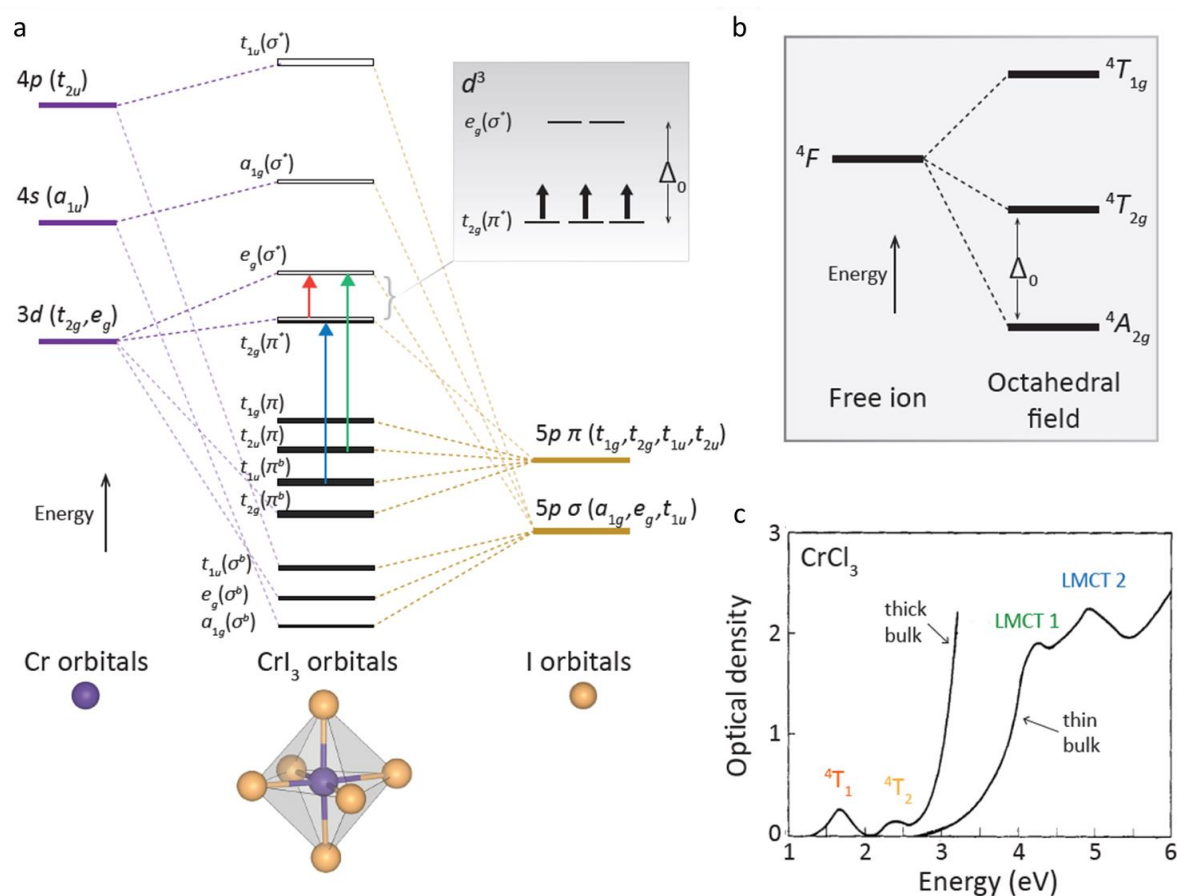 a
t1u(σ*)
4p (t2u)
a1g(σ*)
4s (a1u)
eg(σ*)
3d (t2g,eg)
t2g(π*)
t1g(π)
t2u(π)
t1u(πb)
t2g(πb)
5p π (t1g,t2g,t1u,t2u)
5p σ (a1g,eg,t1u)
Energy
t1u(σb)
eg(σb)
a1g(σb)
Cr orbitals
CrI3 orbitals
I orbitals
d3
eg(σ*)
Δ0
t2g(π*)
b
4T1g
4F
4T2g
Energy
Δ0
4A2g
Free ion
Octahedral
field
c
3
2
1
0
Optical density
CrCl3
LMCT 2
thick
bulk
LMCT 1
thin
bulk
4T1
4T2
1 2 3 4 5 6
Energy (eV)